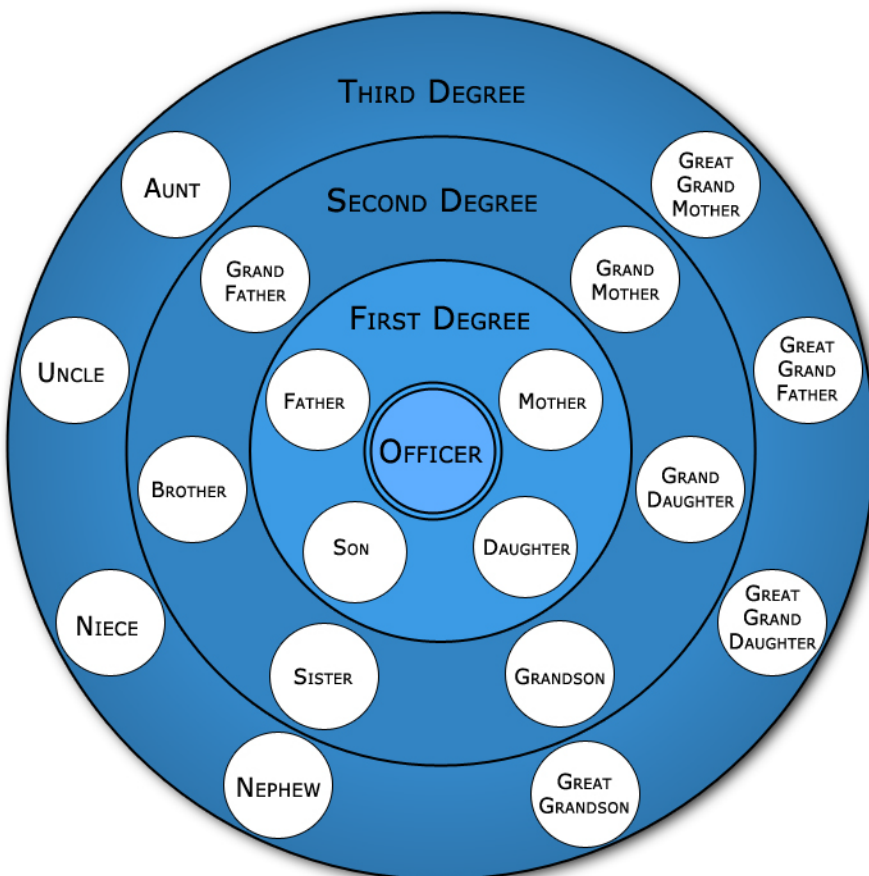 Third Degree
Aunt
Great
Grand
Mother
Second Degree
Grand
Father
Grand
Mother
First Degree
Uncle
Great
Grand
Father
Father
Mother
Officer
Brother
Grand
Daughter
Son
Daughter
Niece
Great
Grand
Daughter
Sister
Grandson
Nephew
Great
Grandson